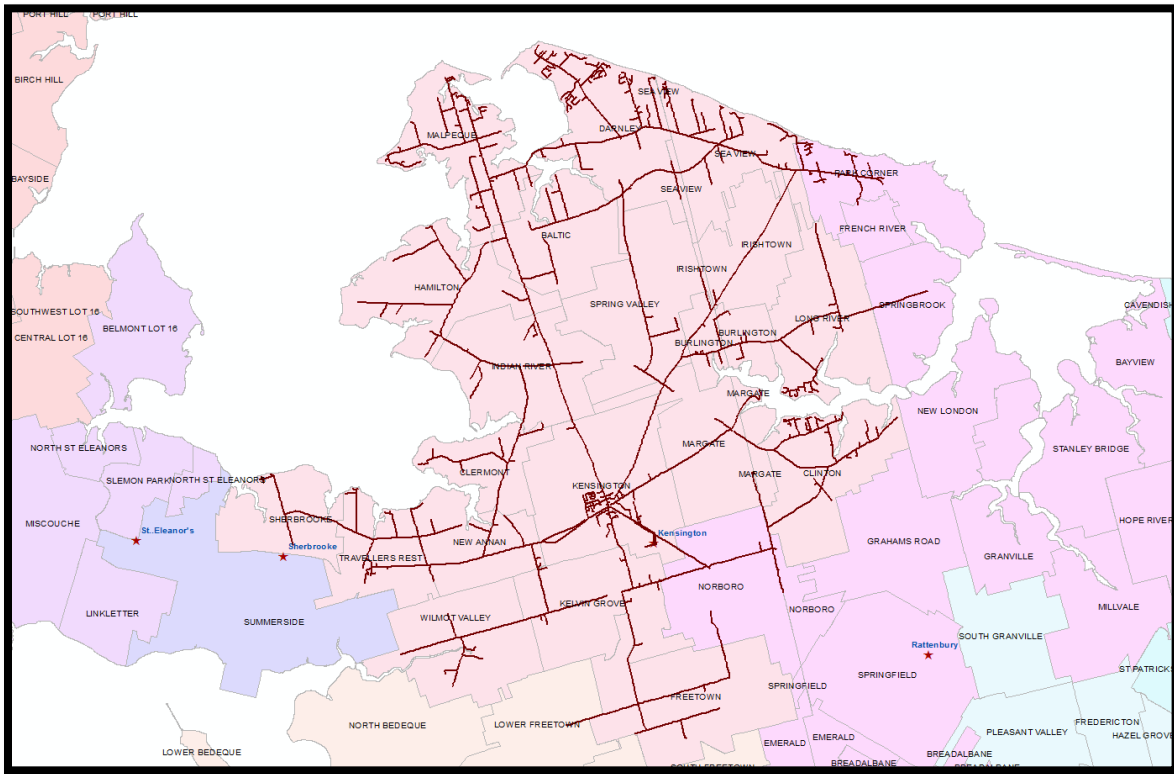 PORT HILL
PORT HILL
BIRCH HILL
SEA VIEW
DARNLEY
MALPEQUE
SEA VIEW
PARK CORNER
BAYSIDE
SEA VIEW
FRENCH RIVER
BALTIC
IRISHTOWN
IRISHTOWN
HAMILTON
SPRING VALLEY
SPRINGBROOK
CAVENDISH
SOUTHWEST LOT 16
LONG RIVER
BELMONT LOT 16
BURLINGTON
CENTRAL LOT 16
BURLINGTON
BAYVIEW
INDIAN RIVER
MARGATE
NEW LONDON
MARGATE
NORTH ST ELEANORS
STANLEY BRIDGE
CLERMONT
MARGATE
CLINTON
SLEMON PARK
NORTH ST ELEANORS
KENSINGTON
SHERBROOKE
HOPE RIVER
MISCOUCHE
St. Eleanor's
Kensington
NEW ANNAN
GRAHAMS ROAD
Sherbrooke
TRAVELLERS REST
GRANVILLE
NORBORO
KELVIN GROVE
NORBORO
MILLVALE
LINKLETTER
WILMOT VALLEY
SUMMERSIDE
SOUTH GRANVILLE
Rattenbury
ST PATRICKS
SPRINGFIELD
SPRINGFIELD
FREETOWN
NORTH BEDEQUE
LOWER FREETOWN
FREDERICTON
PLEASANT VALLEY
HAZEL GROVE
EMERALD
EMERALD
LOWER BEDEQUE
BREADALBANE
BREADALBANE
BREADALBANE
SOUTH FREETOWN